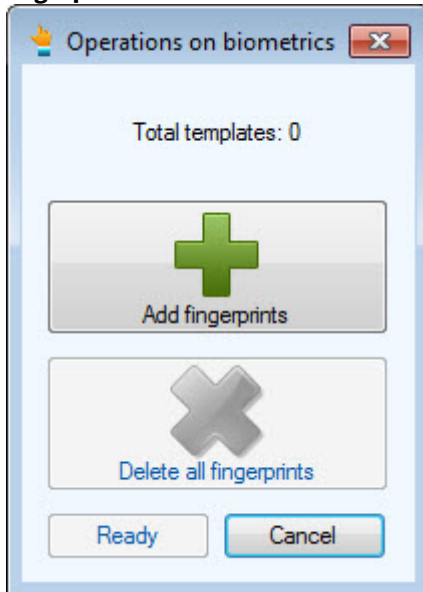 Operations on biometrics
Total templates: 0
Add fingerprints
Delete all fingerprints
Ready
Cancel